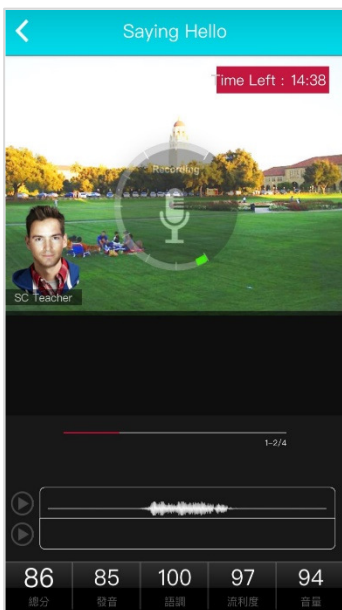 Saying Hello
Time Left : 14:38
Recording
SC Teacher
1-2/4
86 85 100 97 94
總分 發音 語調 流利度 音量